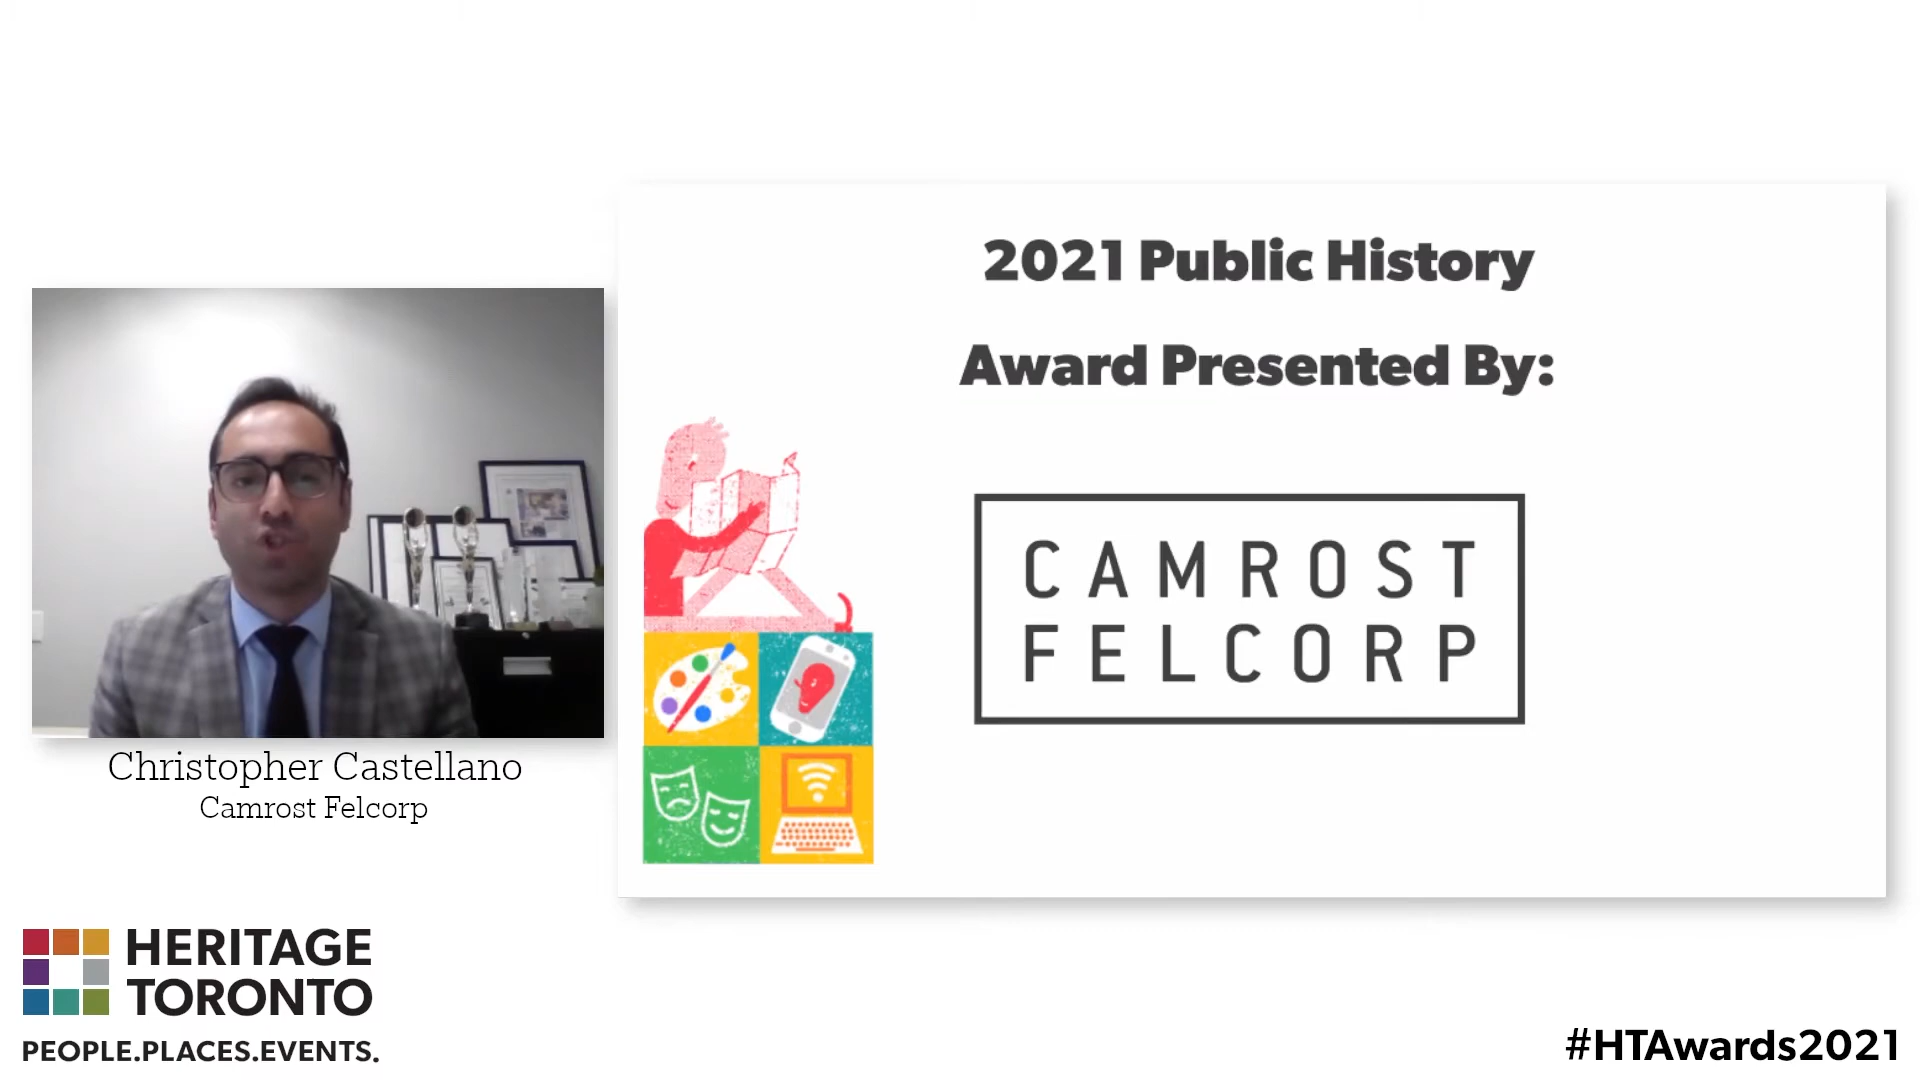 2021 Public History
Award Presented By:
CAMROST
FELCORP
Christopher Castellano
Camrost Felcorp
HERITAGE
TORONTO
PEOPLE.PLACES.EVENTS.
#HTAwards2021